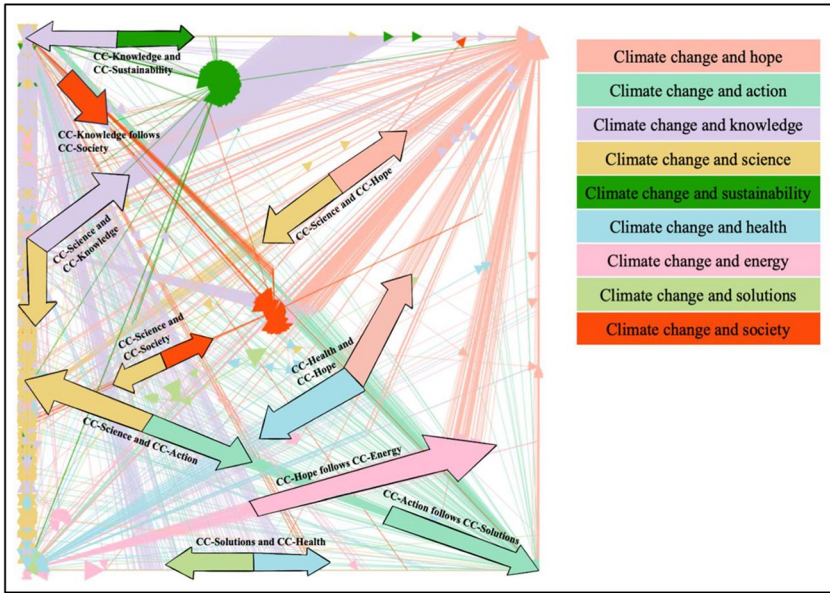 CC-Knowledge and
CC-Sustainability
CC-Knowledge follows
CC-Society
CC-Science and
CC-Knowledge
CC-Science and CC-Hope
CC-Science and
CC-Society
CC-Health and
CC-Hope
CC-Science and CC-Action
CC-Hope follows CC-Energy
CC-Action follows CC-Solutions
CC-Solutions and CC-Health
Climate change and hope
Climate change and action
Climate change and knowledge
Climate change and science
Climate change and sustainability
Climate change and health
Climate change and energy
Climate change and solutions
Climate change and society